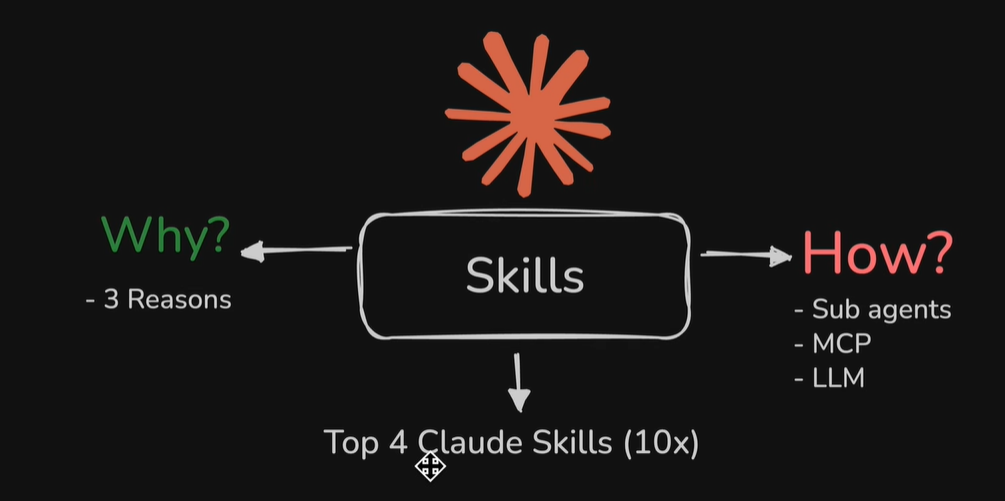 Why?
- 3 Reasons
Skills
How?
- Sub agents
- MCP
- LLM
Top 4 Claude Skills (10x)